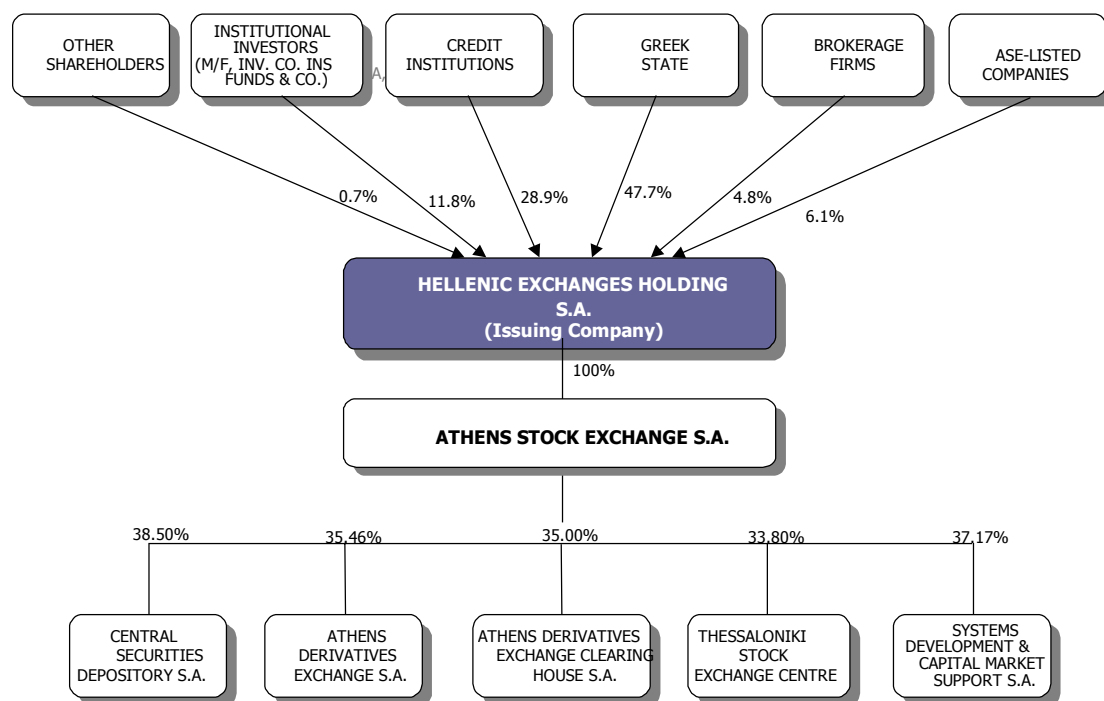 OTHER
SHAREHOLDERS
INSTITUTIONAL
INVESTORS
(M/F, INV. CO. INS
FUNDS & CO.)
A,
CREDIT
INSTITUTIONS
GREEK
STATE
BROKERAGE
FIRMS
ASE-LISTED
COMPANIES
0.7%
11.8%
28.9%
47.7%
4.8%
6.1%
HELLENIC EXCHANGES HOLDING
S.A.
(Issuing Company)
100%
ATHENS STOCK EXCHANGE S.A.
38.50%
35.46%
35.00%
33.80%
37.17%
CENTRAL
SECURITIES
DEPOSITORY S.A.
ATHENS
DERIVATIVES
EXCHANGE S.A.
ATHENS DERIVATIVES
EXCHANGE CLEARING
HOUSE S.A.
THESSALONIKI
STOCK
EXCHANGE CENTRE
SYSTEMS
DEVELOPMENT &
CAPITAL MARKET
SUPPORT S.A.